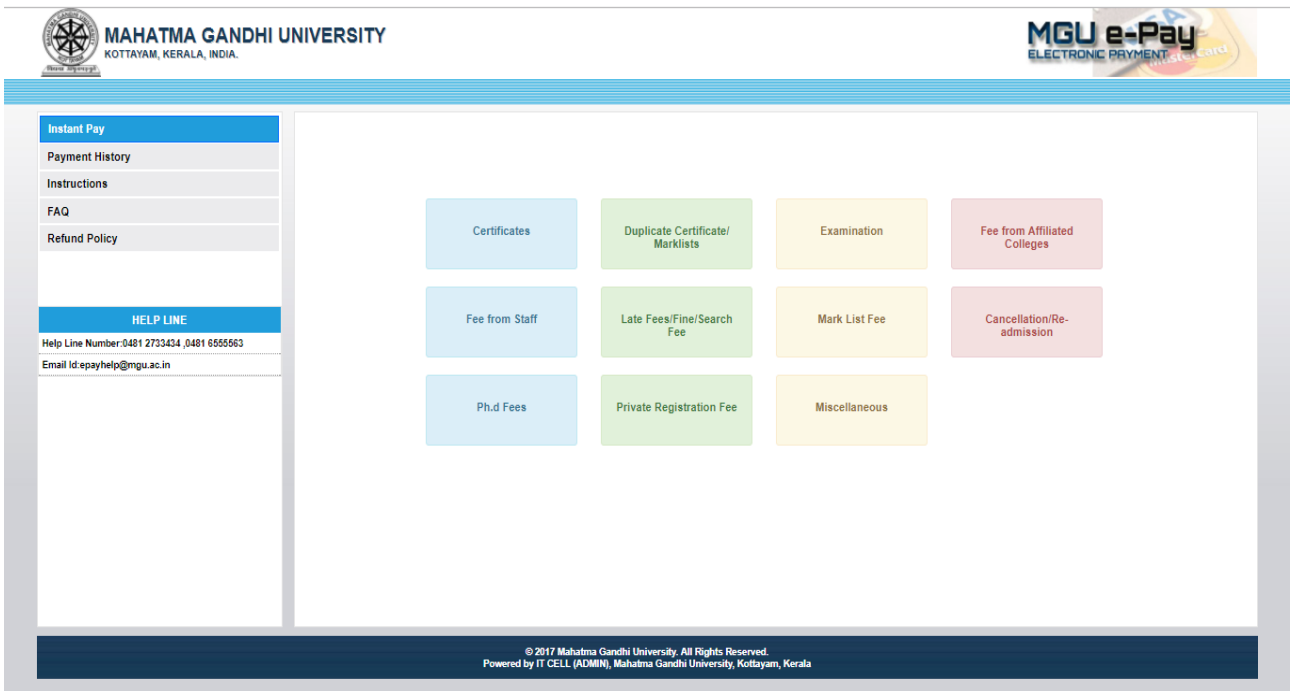 MAHATMA GANDHI UNIVERSITY
KOTTAYAM, KERALA, INDIA.
MGU e-Pay
ELECTRONIC PAYMENT
mastercard
Instant Pay
Payment History
Instructions
FAQ
Refund Policy
HELP LINE
Help Line Number:0481 2733434 ,0481 6555563
Email Id:epayhelp@mgu.ac.in
Certificates
Duplicate Certificate/
Marklists
Examination
Fee from Affiliated
Colleges
Fee from Staff
Late Fees/Fine/Search
Fee
Mark List Fee
Cancellation/Re-
admission
Ph.d Fees
Private Registration Fee
Miscellaneous
© 2017 Mahatma Gandhi University. All Rights Reserved.
Powered by IT CELL (ADMIN), Mahatma Gandhi University, Kottayam, Kerala